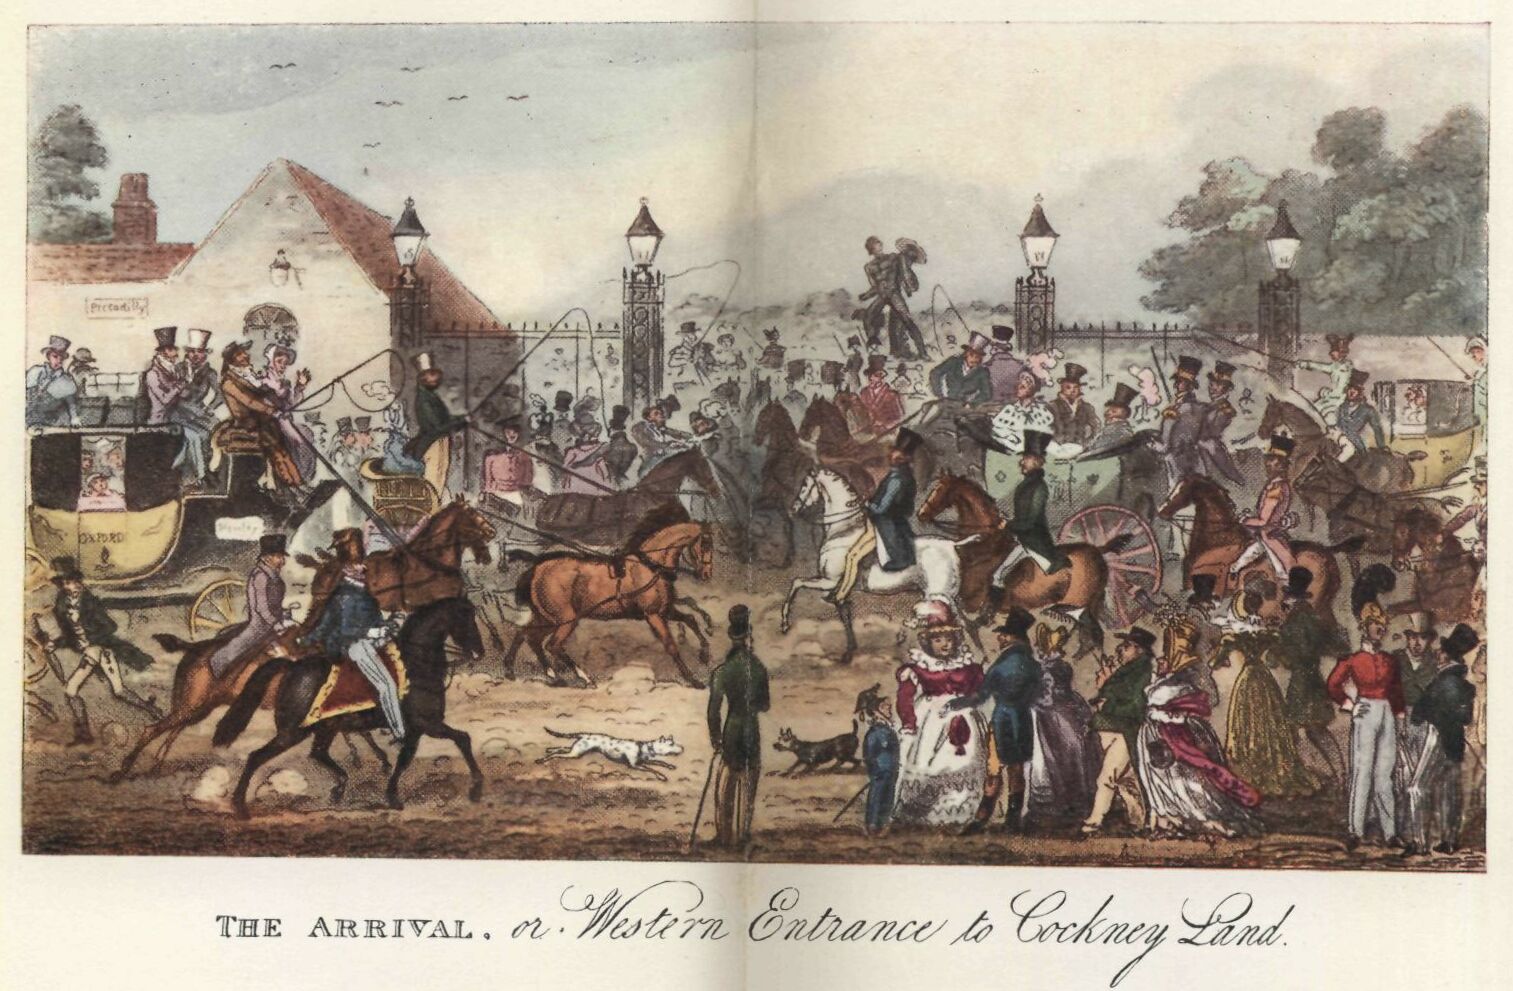 Piccadilly
OXFORD
THE ARRIVAL. or. Western Entrance to Cockney Land.